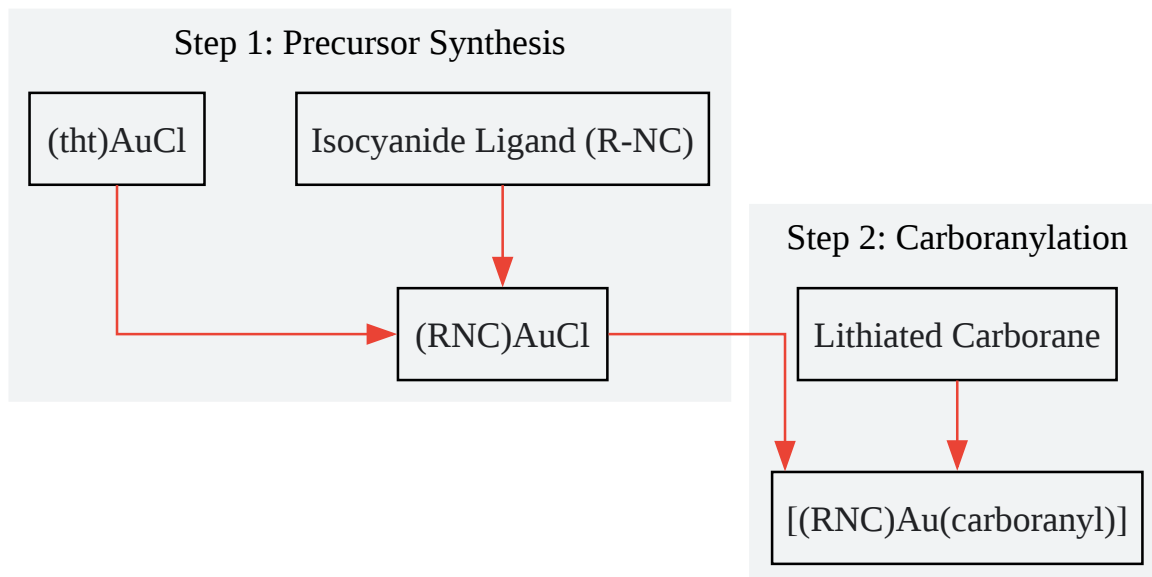 Step 1: Precursor Synthesis
(tht)AuCl
Isocyanide Ligand (R-NC)
(RNC)AuCl
Step 2: Carboranylation
Lithiated Carborane
[(RNC)Au(carboranyl)]